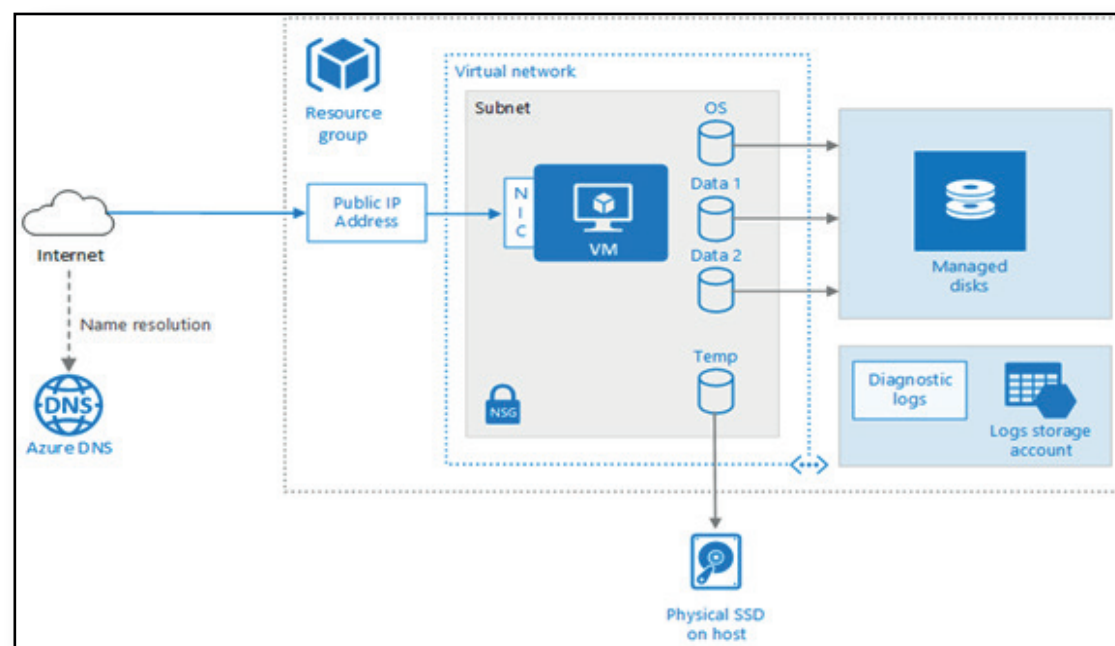 Resource
group
Virtual network
Subnet
OS
Data 1
Data 2
Temp
N
I
C
VM
NSG
Public IP
Address
Internet
Name resolution
DNS
Azure DNS
Managed
disks
Diagnostic
logs
Logs storage
account
Physical SSD
on host